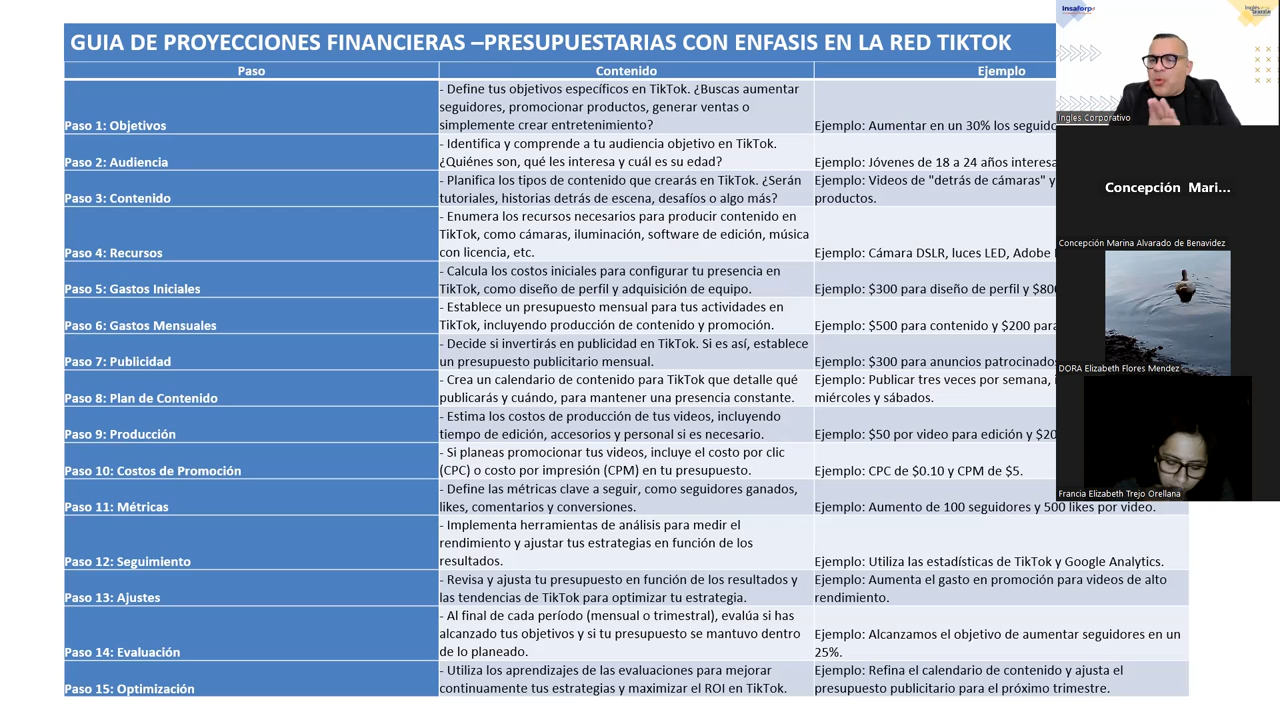 GUIA DE PROYECCIONES FINANCIERAS –PRESUPUESTARIAS CON ENFASIS EN LA RED TIKTOK
Paso
Contenido
Ejemplo
Paso 1: Objetivos
- Define tus objetivos específicos en TikTok. ¿Buscas aumentar
seguidores, promocionar productos, generar ventas o
simplemente crear entretenimiento?
Ejemplo: Aumentar en un 30% los
Paso 2: Audiencia
- Identifica y comprende a tu audiencia objetivo en TikTok.
¿Quiénes son, qué les interesa y cuál es su edad?
Ejemplo: Jóvenes de 18 a 24 años
Paso 3: Contenido
- Planifica los tipos de contenido que crearás en TikTok. ¿Serán
tutoriales, historias detrás de escena, desafíos o algo más?
Ejemplo: Videos de "detrás de cámaras" y
productos.
Paso 4: Recursos
- Enumera los recursos necesarios para producir contenido en
TikTok, como cámaras, iluminación, software de edición, música
con licencia, etc.
Ejemplo: Cámara DSLR, luces LED, Adobe
Paso 5: Gastos Iniciales
- Calcula los costos iniciales para configurar tu presencia en
TikTok, como diseño de perfil y adquisición de equipo.
Ejemplo: $300 para diseño de perfil y $800
Paso 6: Gastos Mensuales
- Establece un presupuesto mensual para tus actividades en
TikTok, incluyendo producción de contenido y promoción.
Ejemplo: $500 para contenido y $200 para
Paso 7: Publicidad
- Decide si invertirás en publicidad en TikTok. Si es así, establece
un presupuesto publicitario mensual.
Ejemplo: $300 para anuncios patrocinados
Paso 8: Plan de Contenido
- Crea un calendario de contenido para TikTok que detalle qué
publicarás y cuándo, para mantener una presencia constante.
Ejemplo: Publicar tres veces por semana,
miércoles y sábados.
Paso 9: Producción
- Estima los costos de producción de tus videos, incluyendo
tiempo de edición, accesorios y personal si es necesario.
Ejemplo: $50 por video para edición y $20
Paso 10: Costos de Promoción
- Si planeas promocionar tus videos, incluye el costo por clic
(CPC) o costo por impresión (CPM) en tu presupuesto.
Ejemplo: CPC de $0.10 y CPM de $5.
Paso 11: Métricas
- Define las métricas clave a seguir, como seguidores ganados,
likes, comentarios y conversiones.
Ejemplo: Aumento de 100 seguidores y 500 likes por video.
Paso 12: Seguimiento
- Implementa herramientas de análisis para medir el
rendimiento y ajustar tus estrategias en función de los
resultados.
Ejemplo: Utiliza las estadísticas de TikTok y Google Analytics.
Paso 13: Ajustes
- Revisa y ajusta tu presupuesto en función de los resultados y
las tendencias de TikTok para optimizar tu estrategia.
Ejemplo: Aumenta el gasto en promoción para videos de alto
rendimiento.
Paso 14: Evaluación
- Al final de cada período (mensual o trimestral), evalúa si has
alcanzado tus objetivos y si tu presupuesto se mantuvo dentro
de lo planeado.
Ejemplo: Alcanzamos el objetivo de aumentar seguidores en un
25%.
Paso 15: Optimización
- Utiliza los aprendizajes de las evaluaciones para mejorar
continuamente tus estrategias y maximizar el ROI en TikTok.
Ejemplo: Refina el calendario de contenido y ajusta el
presupuesto publicitario para el próximo trimestre.
Insaforp
Ingles Corporativo
Concepción Mari...
Concepción Marina Alvarado de Benavidez
DORA Elizabeth Flores Mendez
Francia Elizabeth Trejo Orellana